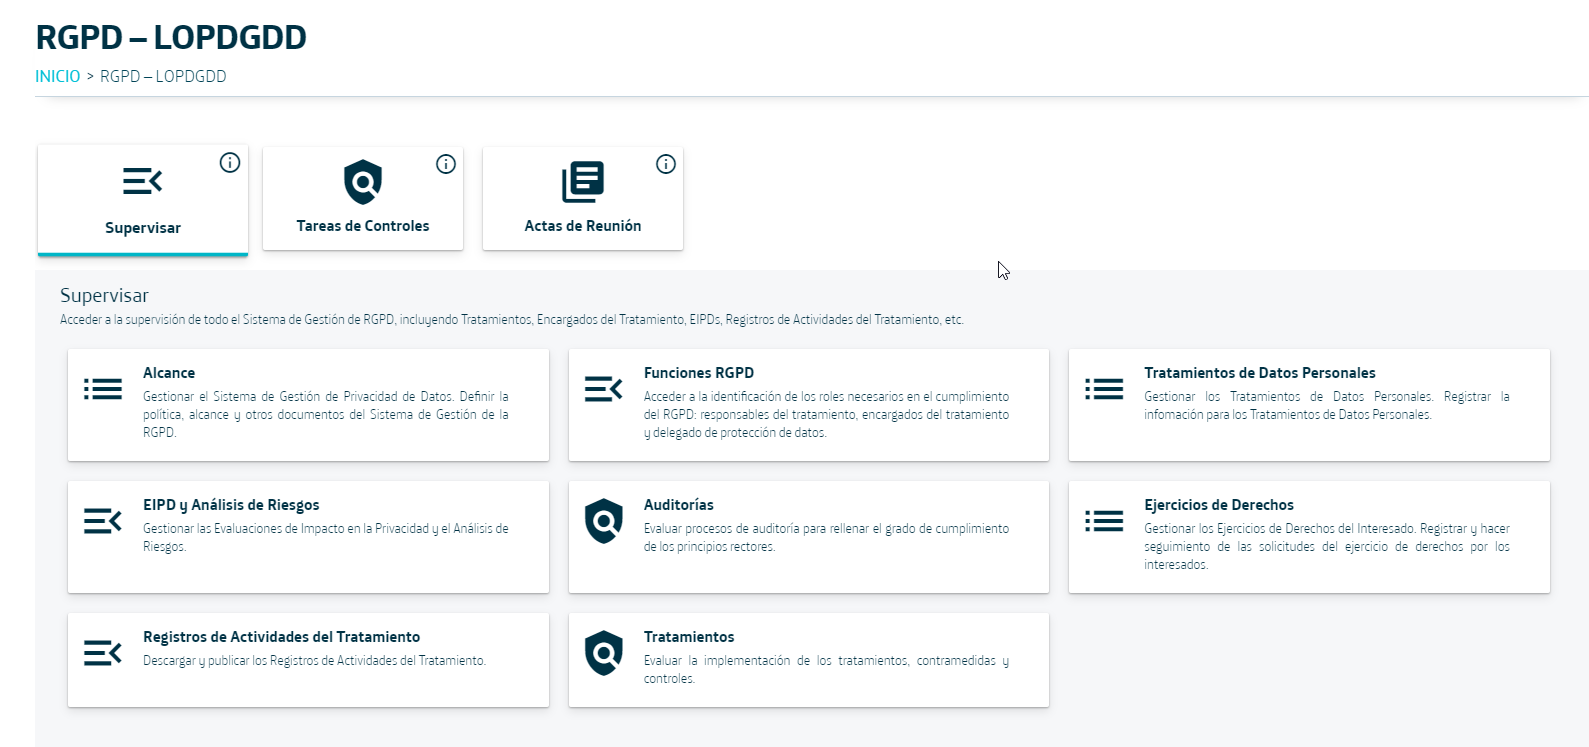 RGPD – LOPDGDD
INICIO > RGPD – LOPDGDD
Supervisar
Tareas de Controles
Actas de Reunión
Supervisar
Acceder a la supervisión de todo el Sistema de Gestión de RGPD, incluyendo Tratamientos, Encargados del Tratamiento, EIPDs, Registros de Actividades del Tratamiento, etc.
Alcance
Gestionar el Sistema de Gestión de Privacidad de Datos. Definir la
política, alcance y otros documentos del Sistema de Gestión de la
RGPD.
Funciones RGPD
Acceder a la identificación de los roles necesarios en el cumplimiento
del RGPD: responsables del tratamiento, encargados del tratamiento
y delegado de protección de datos.
Tratamientos de Datos Personales
Gestionar los Tratamientos de Datos Personales. Registrar la
infomación para los Tratamientos de Datos Personales.
EIPD y Análisis de Riesgos
Gestionar las Evaluaciones de Impacto en la Privacidad y el Análisis de
Riesgos.
Auditorías
Evaluar procesos de auditoría para rellenar el grado de cumplimiento
de los principios rectores.
Ejercicios de Derechos
Gestionar los Ejercicios de Derechos del Interesado. Registrar y hacer
seguimiento de las solicitudes del ejercicio de derechos por los
interesados.
Registros de Actividades del Tratamiento
Descargar y publicar los Registros de Actividades del Tratamiento.
Tratamientos
Evaluar la implementación de los tratamientos, contramedidas y
controles.